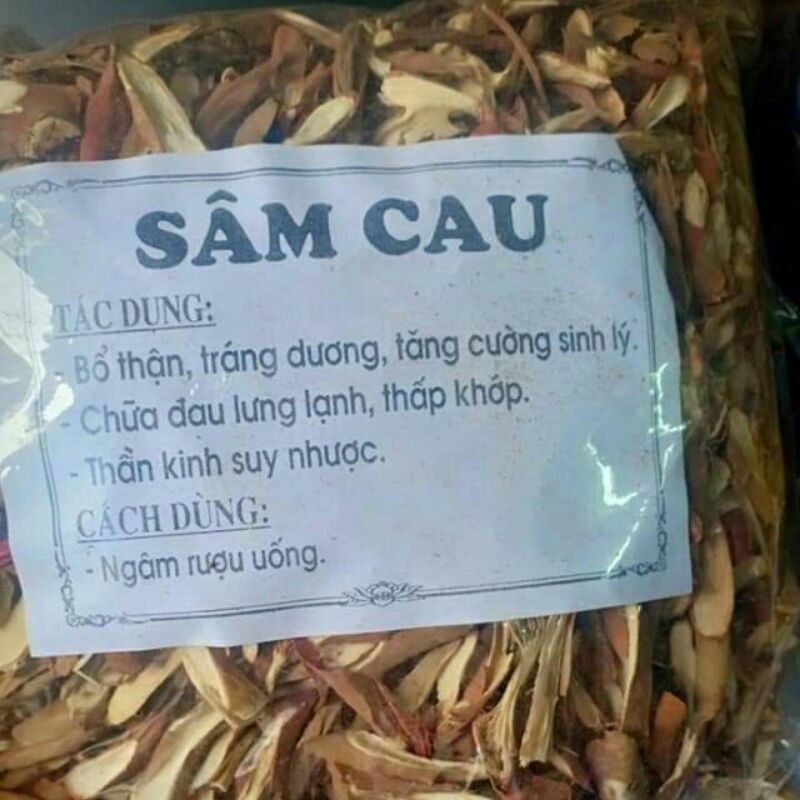 SÂM CAU
TÁC DỤNG:
- Bổ thận, tráng dương, tăng cường sinh lý.
- Chữa đau lưng lạnh, thấp khớp.
- Thần kinh suy nhược.
CÁCH DÙNG:
- Ngâm rượu uống.